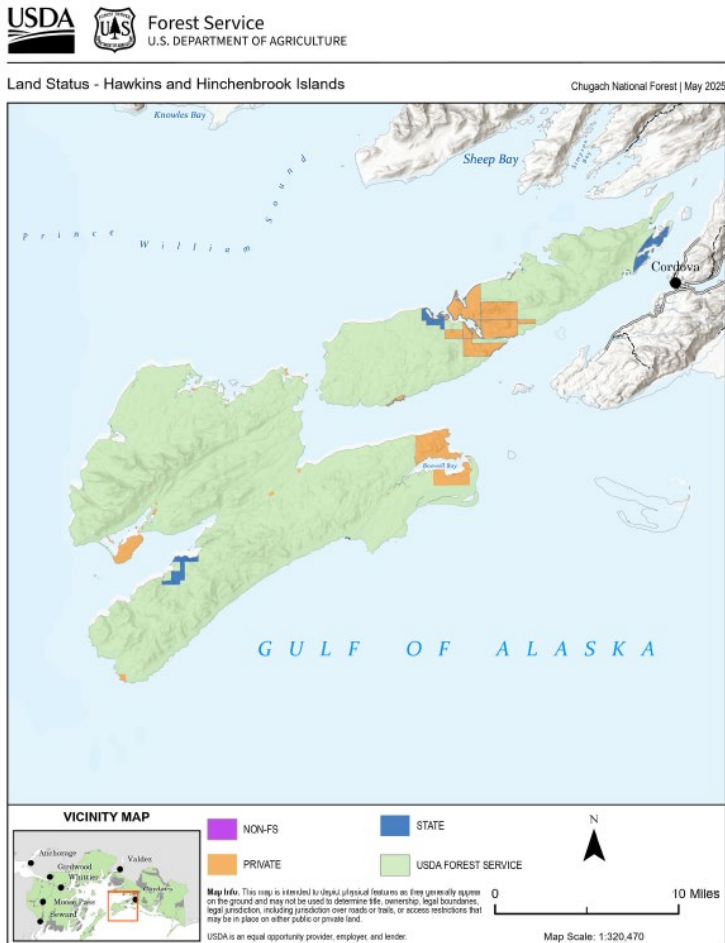 USDA
U S
Forest Service
U.S. DEPARTMENT OF AGRICULTURE
Land Status - Hawkins and Hinchenbrook Islands
Chugach National Forest | May 2025
Knowles Bay
Sheep Bay
Simpson Bay
Prince William Sound
Cordova
Boswell Bay
GULF OF ALASKA
VICINITY MAP
Anchorage
Girdwood
Valdez
Whittier
Cordova
Moose Pass
Seward
NON-FS
STATE
PRIVATE
USDA FOREST SERVICE
N
Map Info. This map is intended to depict physical features as they generally appear
on the ground and may not be used to determine title, ownership, legal boundaries,
legal jurisdiction, including jurisdiction over roads or trails, or access restrictions that
may be in place on either public or private land.
USDA is an equal opportunity provider, employer, and lender.
0 10 Miles
Map Scale: 1:320,470